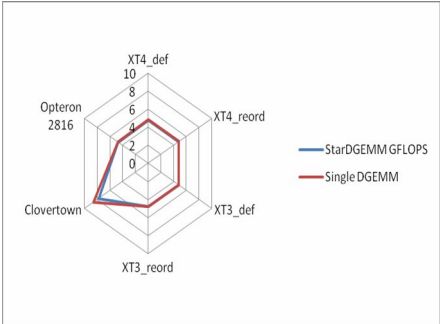 XT4_def
10
8
6
4
2
0
XT4_reord
XT3_def
XT3_reord
Clovertown
Opteron
2816
StarDGEMM GFLOPS
Single DGEMM